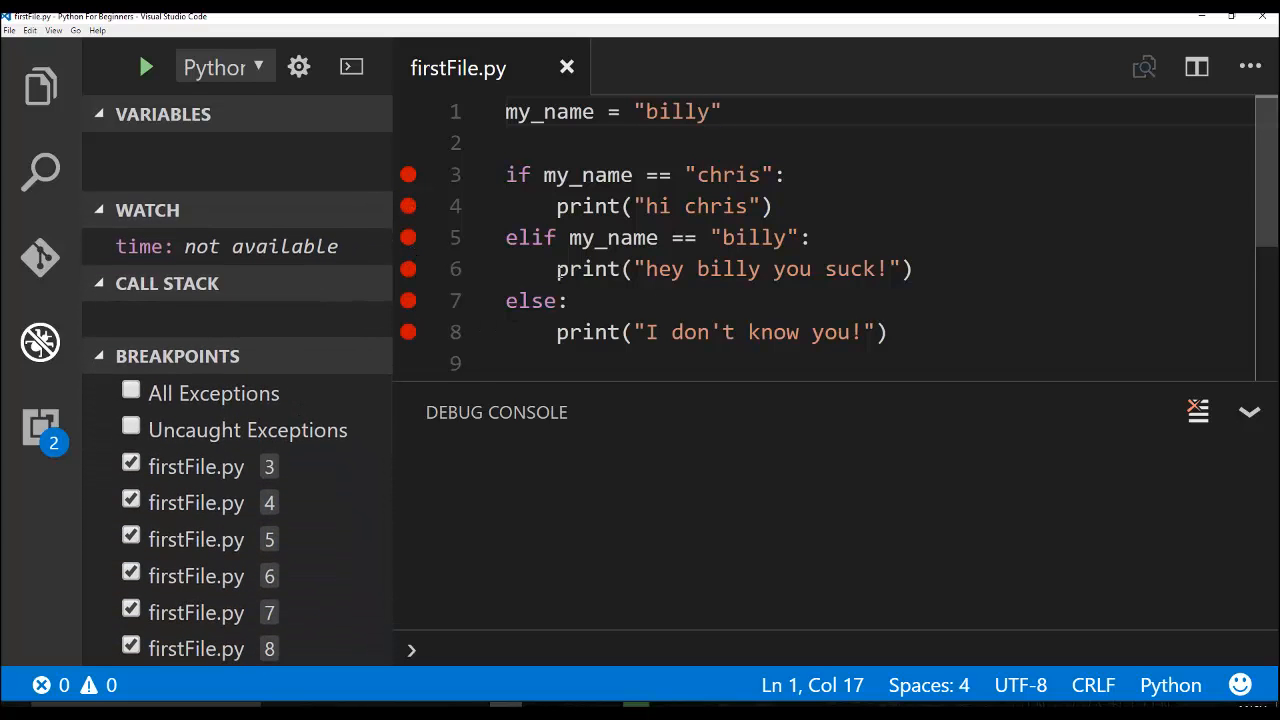 firstFile.py - Python For Beginners - Visual Studio Code
File Edit View Go Help
Python
firstFile.py
VARIABLES
WATCH
time: not available
CALL STACK
BREAKPOINTS
All Exceptions
Uncaught Exceptions
firstFile.py 3
firstFile.py 4
firstFile.py 5
firstFile.py 6
firstFile.py 7
firstFile.py 8
1 my_name = "billy"
2
3 if my_name == "chris":
4 print("hi chris")
5 elif my_name == "billy":
6 print("hey billy you suck!")
7 else:
8 print("I don't know you!")
9
DEBUG CONSOLE
2
0 0
Ln 1, Col 17 Spaces: 4 UTF-8 CRLF Python